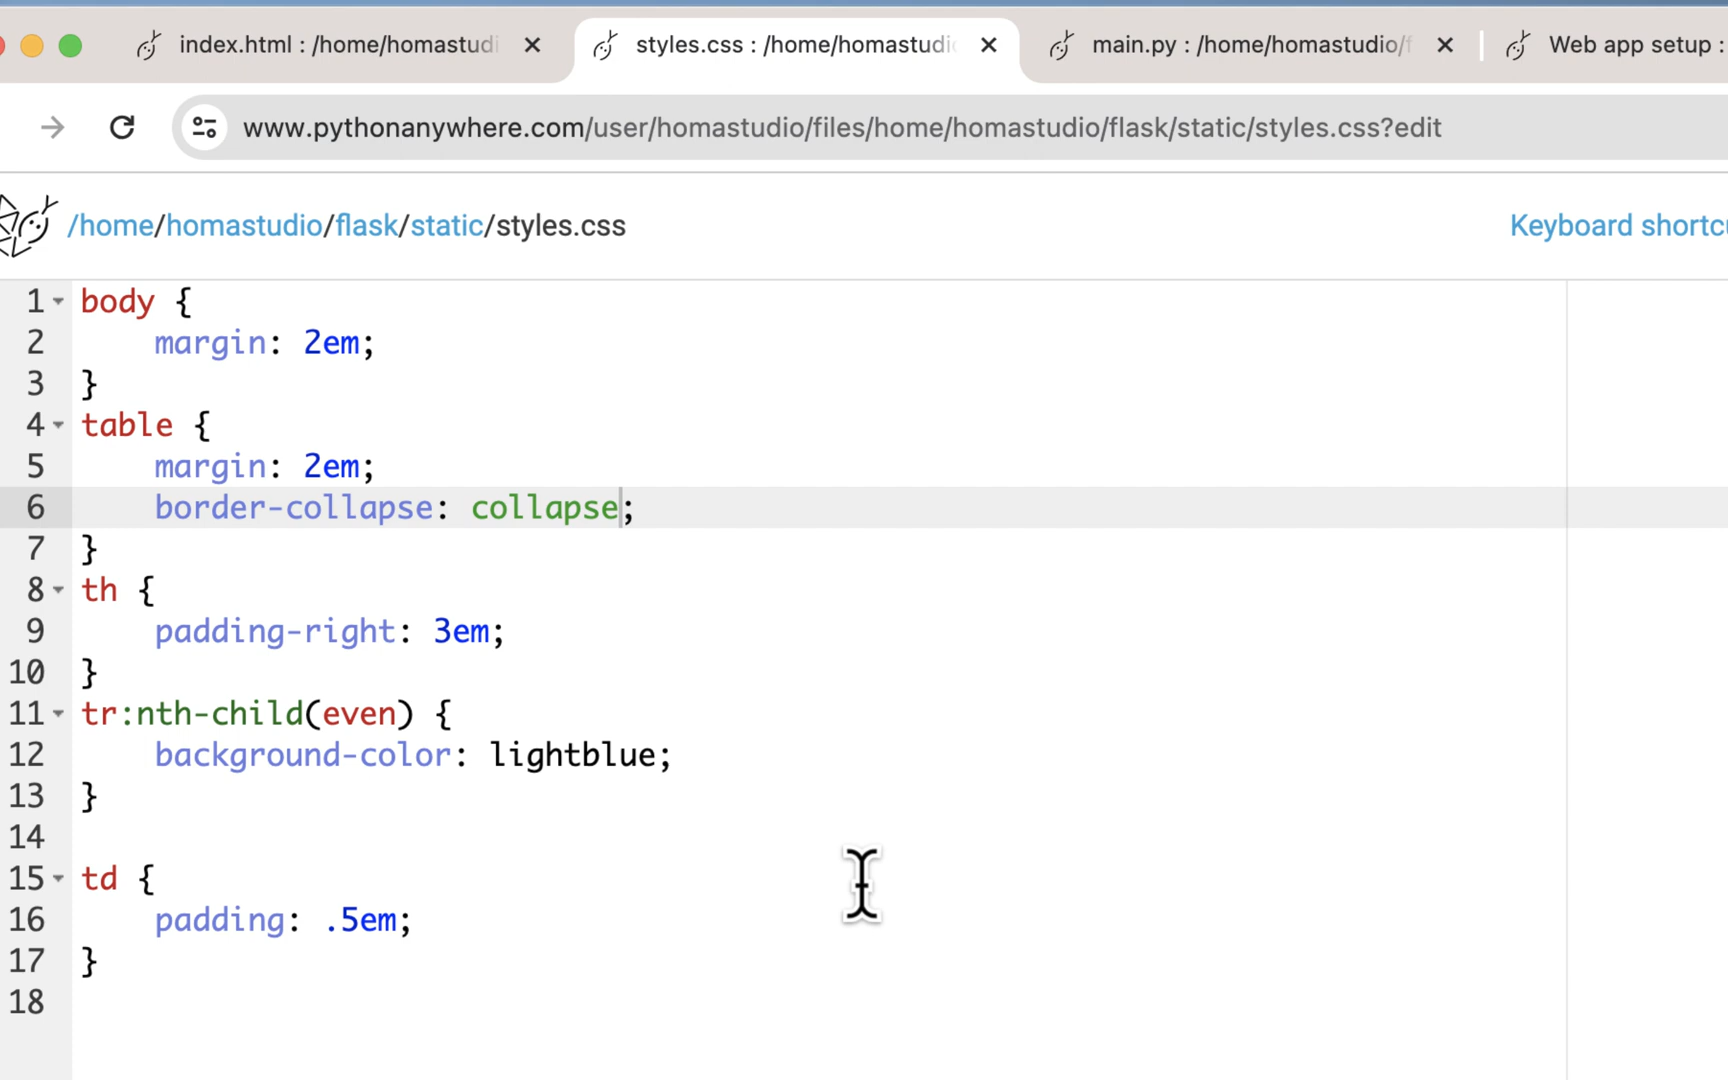 index.html : /home/homastudi
styles.css : /home/homastudi
main.py : /home/homastudio/f
Web app setup :
www.pythonanywhere.com/user/homastudio/files/home/homastudio/flask/static/styles.css?edit
/home/homastudio/flask/static/styles.css
Keyboard shortcu
1 body {
2     margin: 2em;
3 }
4 table {
5     margin: 2em;
6     border-collapse: collapse;
7 }
8 th {
9     padding-right: 3em;
10 }
11 tr:nth-child(even) {
12     background-color: lightblue;
13 }
14
15 td {
16     padding: .5em;
17 }
18